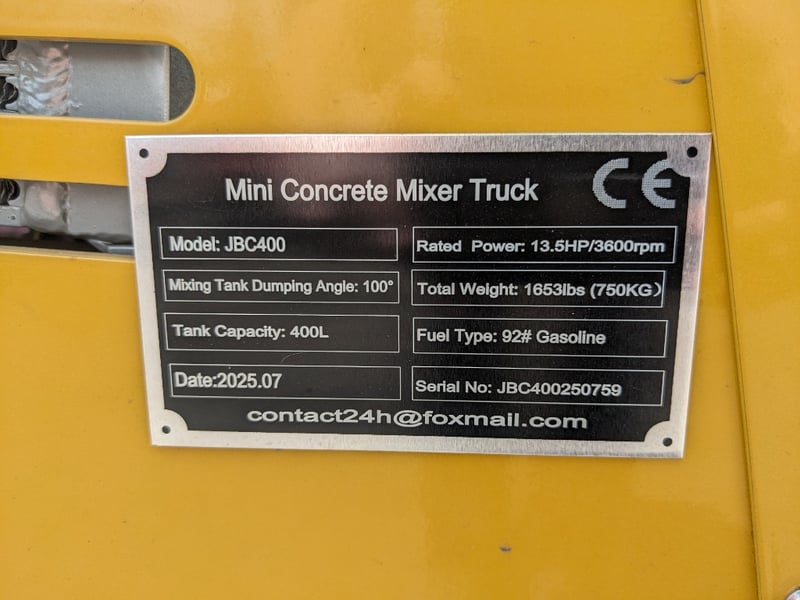 Mini Concrete Mixer Truck CE
Model: JBC400
Rated Power: 13.5HP/3600rpm
Mixing Tank Dumping Angle: 100°
Total Weight: 1653lbs (750KG）
Tank Capacity: 400L
Fuel Type: 92# Gasoline
Date:2025.07
Serial No: JBC400250759
contact24h@foxmail.com